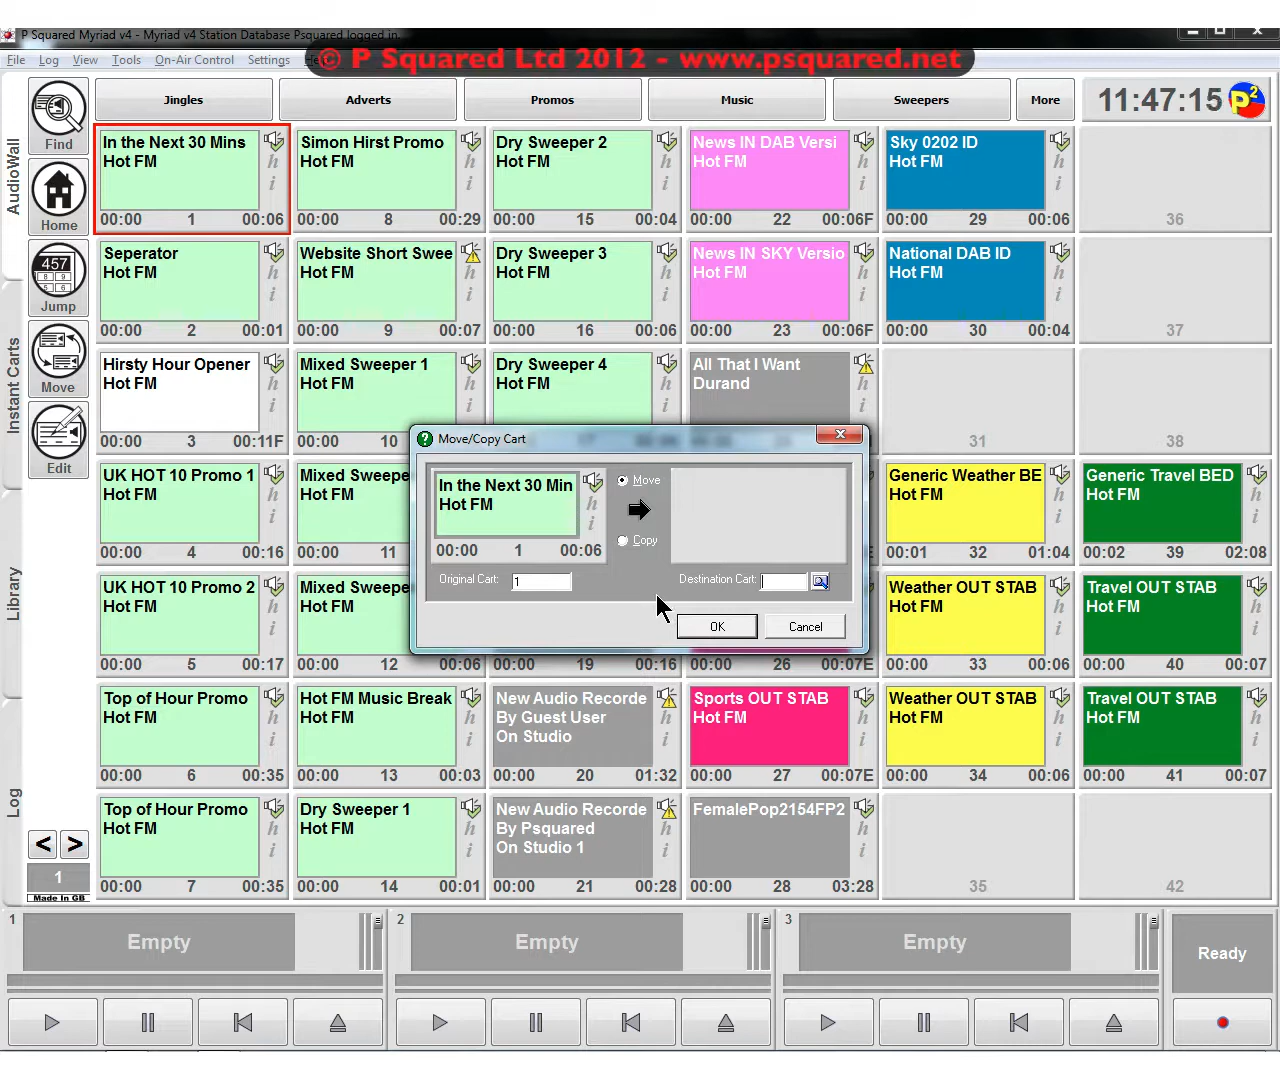 P Squared Myriad v4 - Myriad v4 Station Database Psquared logged in.
© P Squared Ltd 2012 - www.psquared.net
File Log View Tools On-Air Control Settings
Find
Home
457
Jump
Move
Edit
AudioWall
Instant Carts
Library
Log
Jingles
Adverts
Promos
Music
Sweepers
More
11:47:15
In the Next 30 Mins
Hot FM
00:00 1 00:06
Simon Hirst Promo
Hot FM
00:00 8 00:29
Dry Sweeper 2
Hot FM
00:00 15 00:04
News IN DAB Versi
Hot FM
00:00 22 00:06F
Sky 0202 ID
Hot FM
00:00 29 00:06
36
Seperator
Hot FM
00:00 2 00:01
Website Short Swee
Hot FM
00:00 9 00:07
Dry Sweeper 3
Hot FM
00:00 16 00:06
News IN SKY Versio
Hot FM
00:00 23 00:06F
National DAB ID
Hot FM
00:00 30 00:04
37
Hirsty Hour Opener
Hot FM
00:00 3 00:11F
Mixed Sweeper 1
Hot FM
00:00 10
Dry Sweeper 4
Hot FM
All That I Want
Durand
31
38
UK HOT 10 Promo 1
Hot FM
00:00 4 00:16
Mixed Sweepe
Hot FM
00:00 11
Generic Weather BE
Hot FM
00:01 32 01:04
Generic Travel BED
Hot FM
00:02 39 02:08
UK HOT 10 Promo 2
Hot FM
00:00 5 00:17
Mixed Sweepe
Hot FM
00:00 12 00:06
00:00 19 00:16
00:00 26 00:07E
Weather OUT STAB
Hot FM
00:00 33 00:06
Travel OUT STAB
Hot FM
00:00 40 00:07
Top of Hour Promo
Hot FM
00:00 6 00:35
Hot FM Music Break
Hot FM
00:00 13 00:03
New Audio Recorde
By Guest User
On Studio
00:00 20 01:32
Sports OUT STAB
Hot FM
00:00 27 00:07E
Weather OUT STAB
Hot FM
00:00 34 00:06
Travel OUT STAB
Hot FM
00:00 41 00:07
Top of Hour Promo
Hot FM
00:00 7 00:35
Dry Sweeper 1
Hot FM
00:00 14 00:01
New Audio Recorde
By Psquared
On Studio 1
00:00 21 00:28
FemalePop2154FP2
00:00 28 03:28
35
42
Move/Copy Cart
In the Next 30 Min
Hot FM
00:00 1 00:06
Move
Copy
Original Cart: 1
Destination Cart:
OK
Cancel
< >
1
Made In GB
1 Empty
2 Empty
3 Empty
Ready